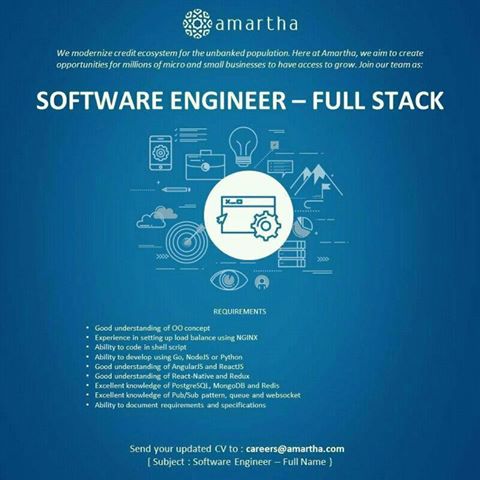 amartha
We modernize credit ecosystem for the unbanked population. Here at Amartha, we aim to create
opportunities for millions of micro and small businesses to have access to grow. Join our team as:
SOFTWARE ENGINEER – FULL STACK
REQUIREMENTS
• Good understanding of OO concept
• Experience in setting up load balance using NGINX
• Ability to code in shell script
• Ability to develop using Go, NodeJS or Python
• Good understanding of AngularJS and ReactJS
• Good understanding of React-Native and Redux
• Excellent knowledge of PostgreSQL, MongoDB and Redis
• Excellent knowledge of Pub/Sub pattern, queue and websocket
• Ability to document requirements and specifications
Send your updated CV to : careers@amartha.com
[ Subject : Software Engineer – Full Name }